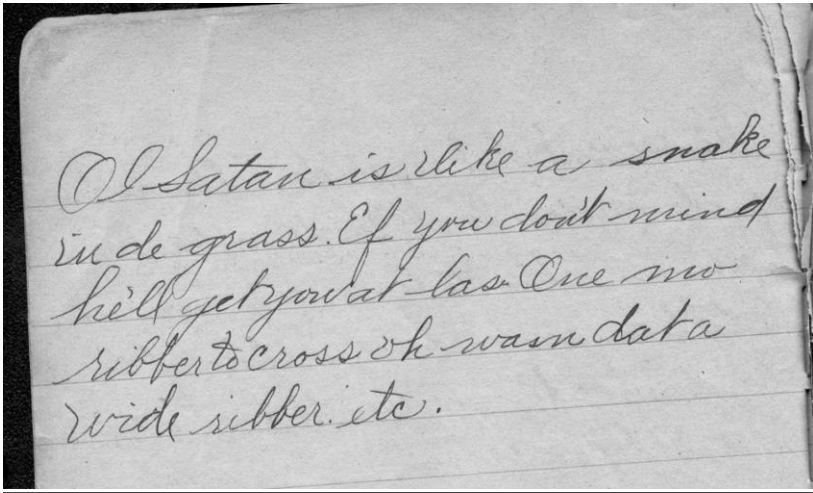 Ol Satan is like a snake
in de grass. Ef you don't mind
he'll get you at las One mo
ribber to cross oh wasn dat a
wide ribber. etc.